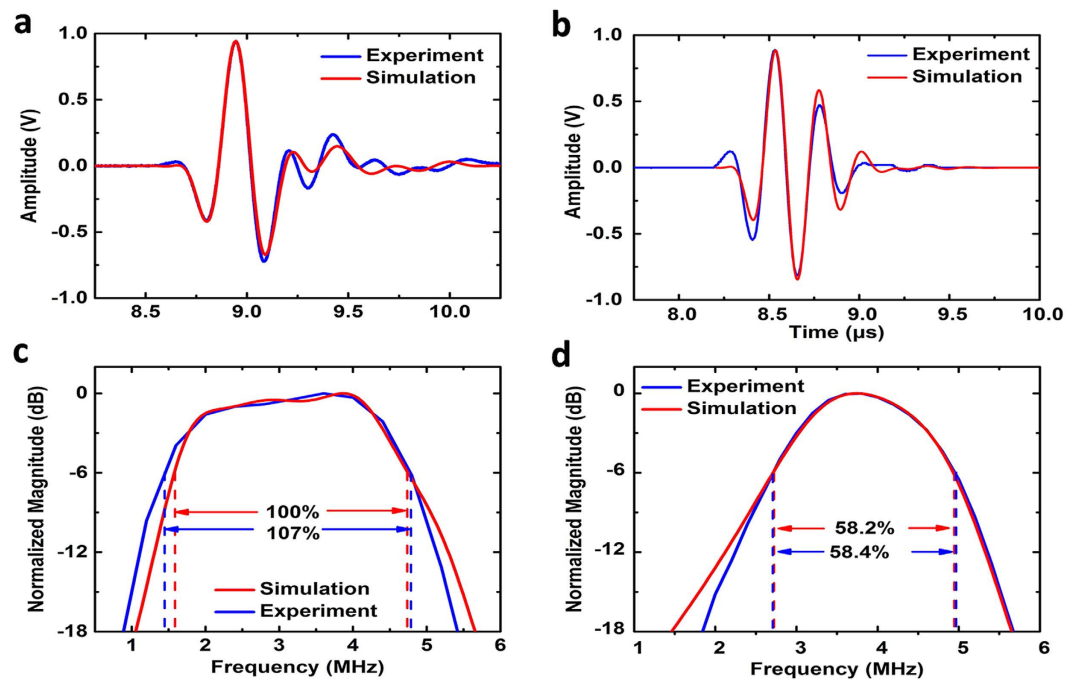 a
1.0
0.5
0.0
-0.5
-1.0
Amplitude (V)
Experiment
Simulation
8.5 9.0 9.5 10.0
b
1.0
0.5
0.0
-0.5
-1.0
Amplitude (V)
Experiment
Simulation
8.0 8.5 9.0 9.5 10.0
Time (µs)
c
0
-6
-12
-18
Normalized Magnitude (dB)
100%
107%
Simulation
Experiment
1 2 3 4 5 6
Frequency (MHz)
d
0
-6
-12
-18
Normalized Magnitude (dB)
Experiment
Simulation
58.2%
58.4%
1 2 3 4 5 6
Frequency (MHz)